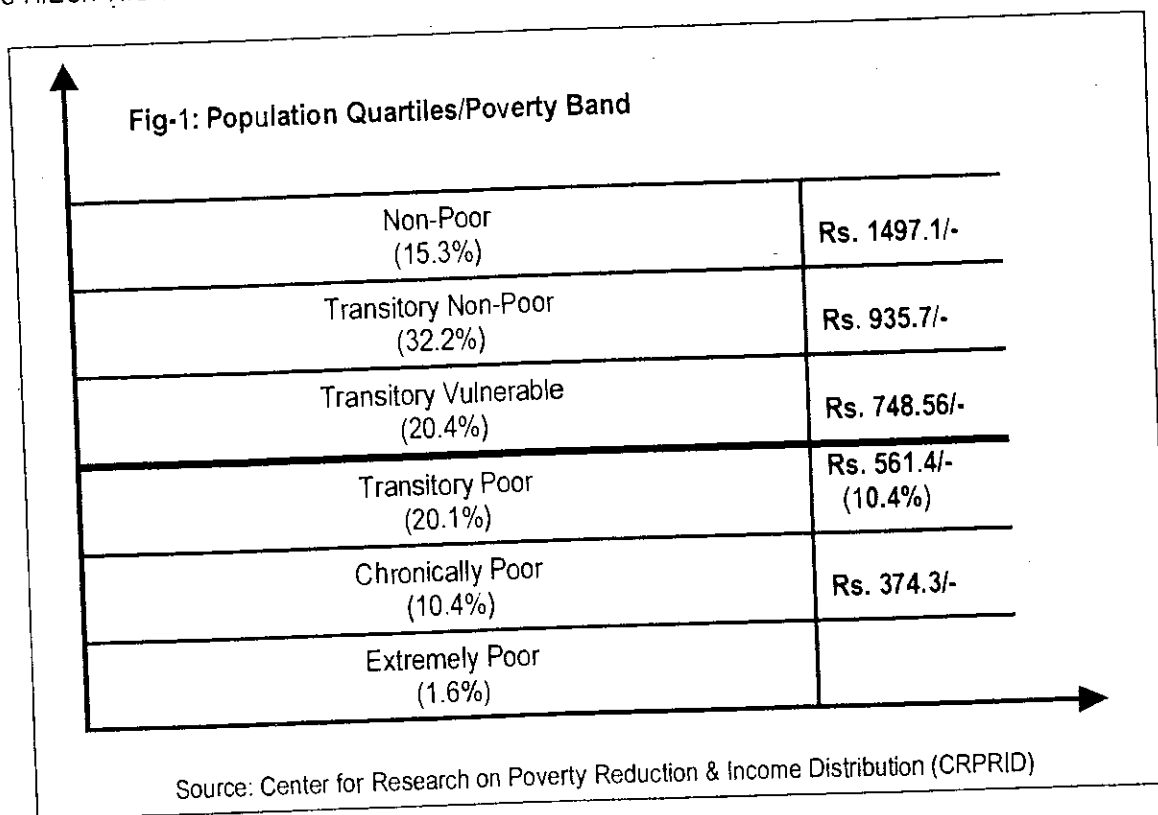 Fig-1: Population Quartiles/Poverty Band
Non-Poor
(15.3%)
Rs. 1497.1/-
Transitory Non-Poor
(32.2%)
Rs. 935.7/-
Transitory Vulnerable
(20.4%)
Rs. 748.56/-
Transitory Poor
(20.1%)
Rs. 561.4/-
(10.4%)
Chronically Poor
(10.4%)
Rs. 374.3/-
Extremely Poor
(1.6%)
Source: Center for Research on Poverty Reduction & Income Distribution (CRPRID)